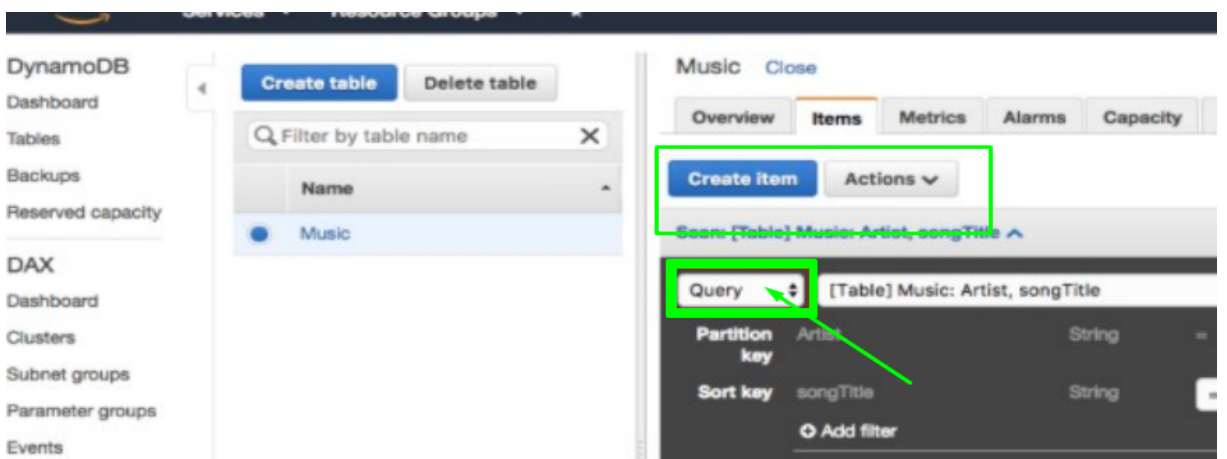 Services
Resource Groups
DynamoDB
Dashboard
Tables
Backups
Reserved capacity
DAX
Dashboard
Clusters
Subnet groups
Parameter groups
Events
Create table
Delete table
Filter by table name
Name
Music
Music Close
Overview
Items
Metrics
Alarms
Capacity
Create item
Actions
Scan: [Table] Music: Artist, songTitle
Query
[Table] Music: Artist, songTitle
Partition key
Artist
String
=
Sort key
songTitle
String
=
Add filter